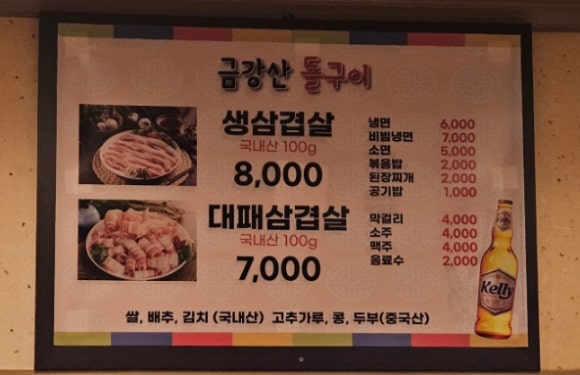 금강산 돌구이
생삼겹살
국내산 100g
8,000
대패삼겹살
국내산 100g
7,000
냉면 6,000
비빔냉면 7,000
소면 5,000
볶음밥 2,000
된장찌개 2,000
공기밥 1,000
막걸리 4,000
소주 4,000
맥주 4,000
음료수 2,000
Kelly
쌀, 배추, 김치 (국내산) 고추가루, 콩, 두부(중국산)